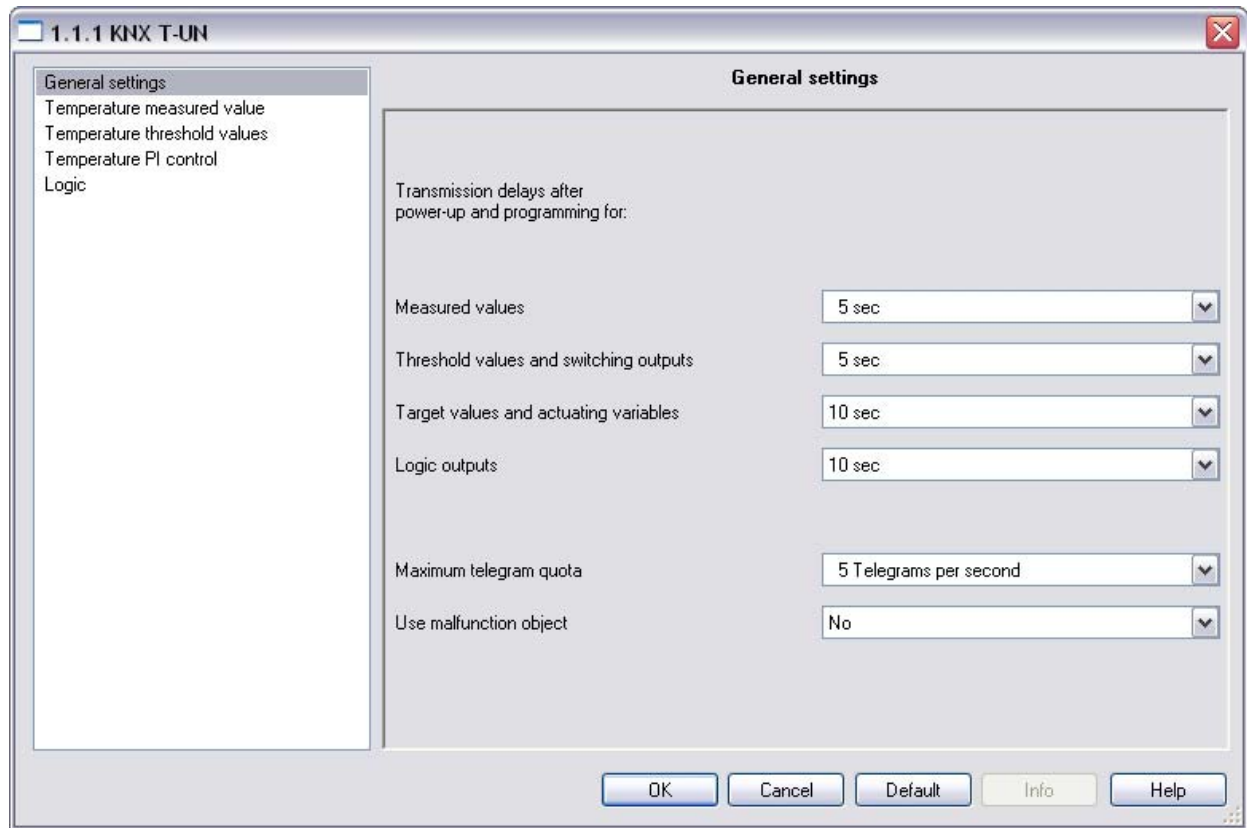 1.1.1 KNX T-UN
General settings
Temperature measured value
Temperature threshold values
Temperature PI control
Logic
General settings
Transmission delays after
power-up and programming for:
Measured values 5 sec
Threshold values and switching outputs 5 sec
Target values and actuating variables 10 sec
Logic outputs 10 sec
Maximum telegram quota 5 Telegrams per second
Use malfunction object No
OK Cancel Default Info Help